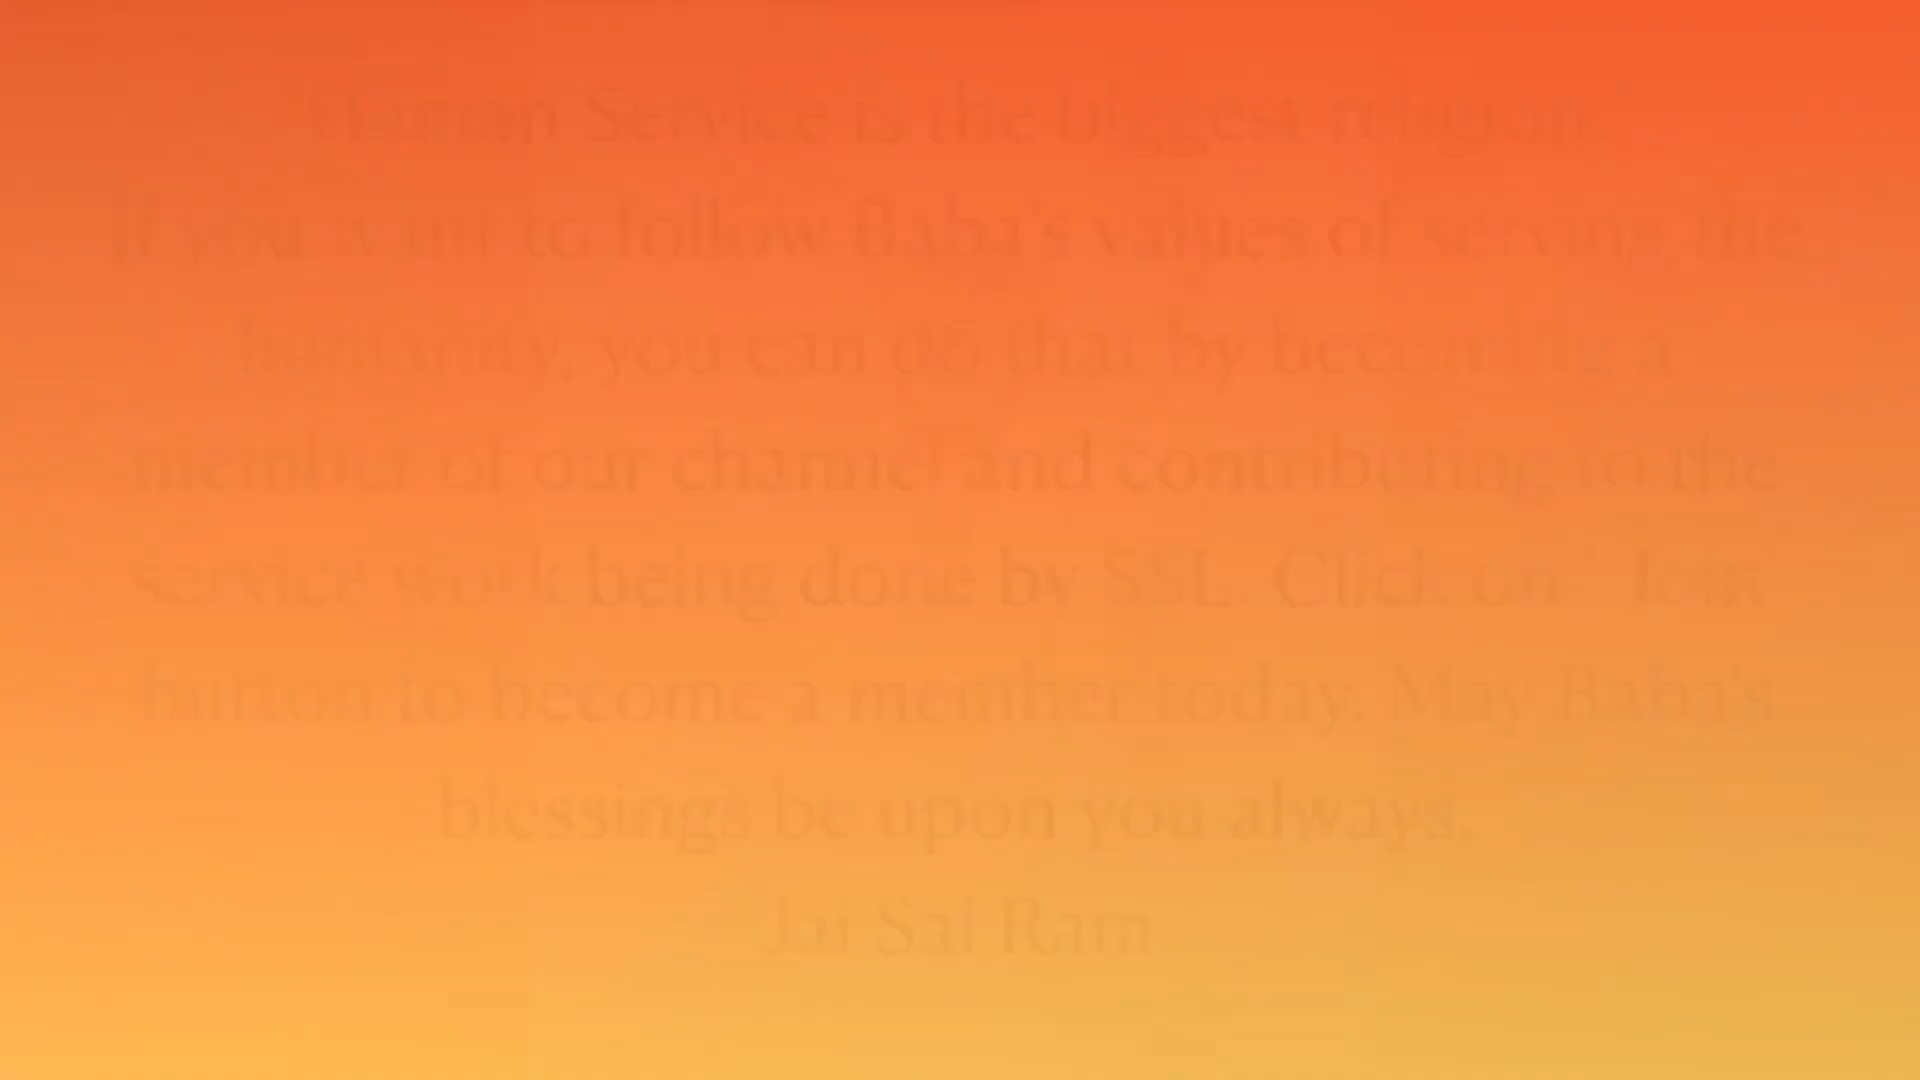 "Human Service is the biggest religion."
If you want to follow Baba's values of serving the
humanity, you can do that by becoming a
member of our channel and contributing to the
service work being done by SSL. Click on " Join
button to become a member today. May Baba's
blessings be upon you always.
Jai Sai Ram